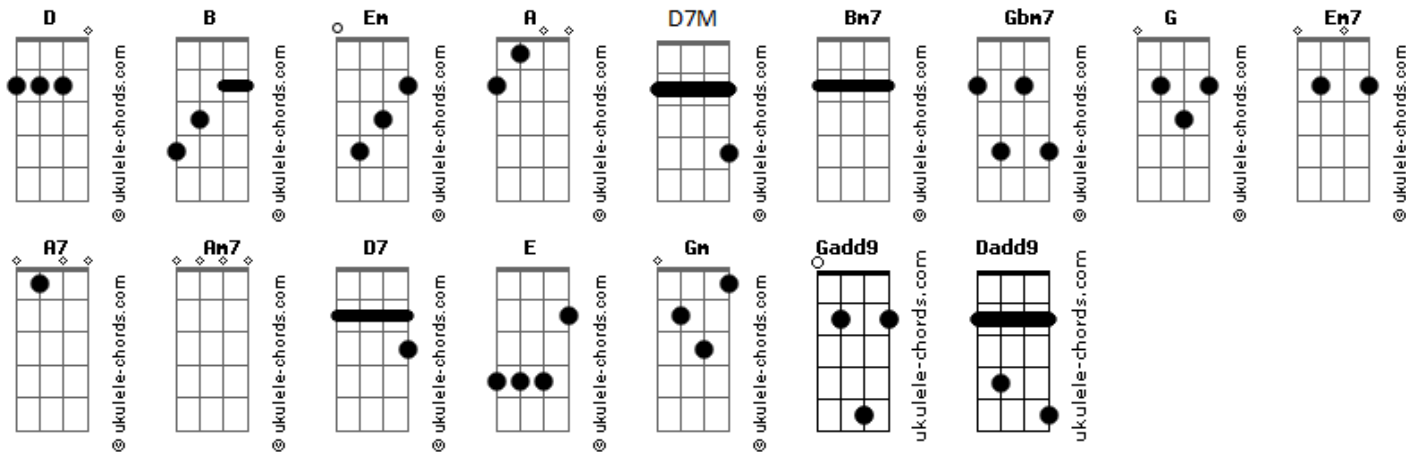 D B Em A D7M Bm7 Gbm7 G Em7
© ukulele-chords.com © ukulele-chords.com © ukulele-chords.com © ukulele-chords.com © ukulele-chords.com © ukulele-chords.com © ukulele-chords.com © ukulele-chords.com © ukulele-chords.com
A7 Am7 D7 E Gm Gadd9 Dadd9
© ukulele-chords.com © ukulele-chords.com © ukulele-chords.com © ukulele-chords.com © ukulele-chords.com ukulele-chords.com ukulele-chords.com